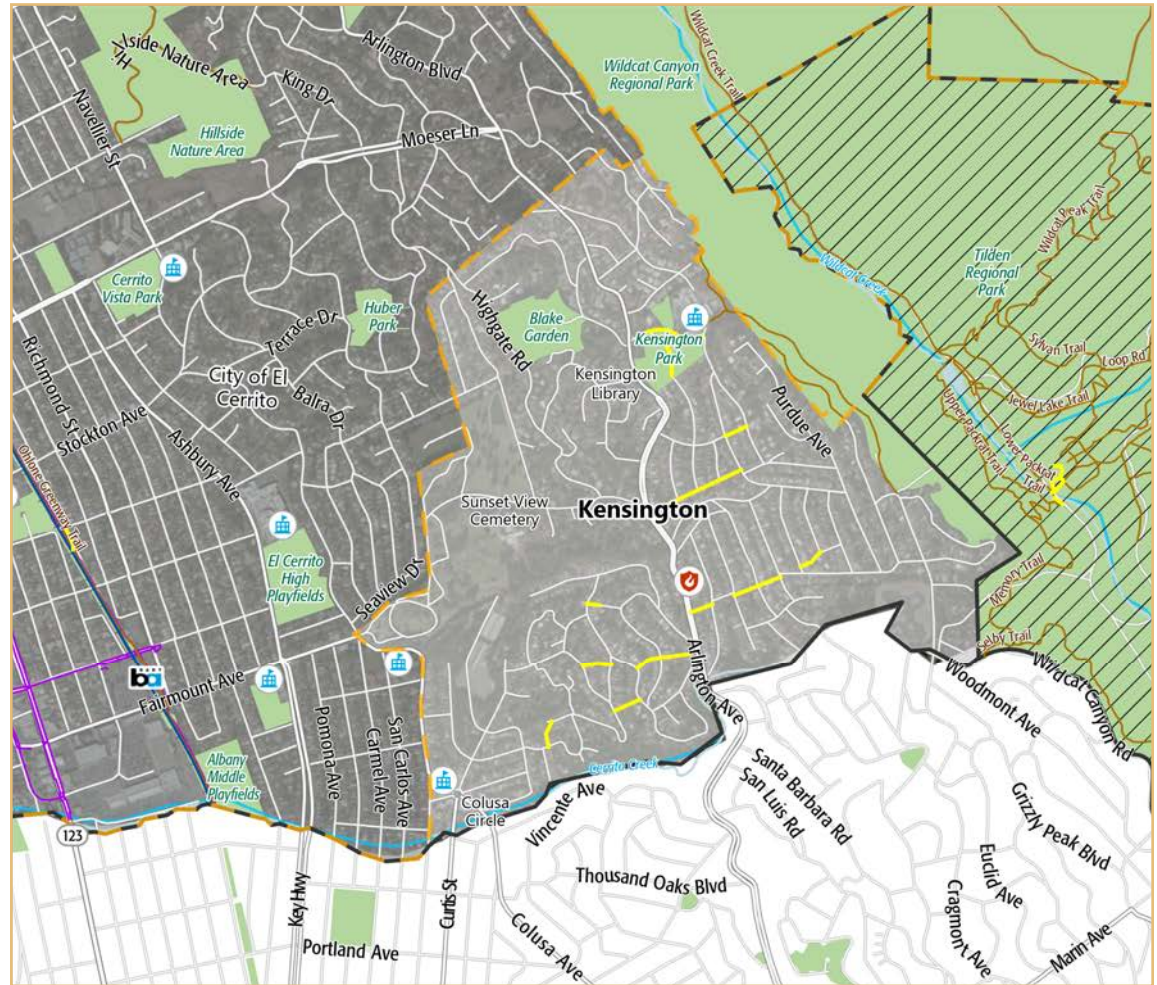 Hillside Nature Area
Navellier St
King Dr
Arlington Blvd
Hillside
Nature Area
Moeser Ln
Wildcat Canyon
Regional Park
Wildcat Creek Trail
Wildcat Peak Trail
Wildcat Creek
Tilden
Regional
Park
Cerrito
Vista Park
Huber
Park
Terrace Dr
Highgate Rd
Blake
Garden
Kensington
Park
Kensington
Library
Purdue Ave
Sylvan Trail
Loop Rd
Jewel Lake Trail
Upper Packrat Trail
Lower Packrat
Trail
Richmond St
City of El
Cerrito
Balra Dr
Stockton Ave
Ashbury Ave
Ohlone Greenway Trail
Sunset View
Cemetery
Kensington
El Cerrito
High
Playfields
Seaview Dr
Memory Trail
Selby Trail
Wildcat Canyon Rd
Woodmont Ave
Arlington Ave
ba
Fairmount Ave
Pomona Ave
Carmel Ave
San Carlos Ave
Albany
Middle
Playfields
Cerrito Creek
Colusa
Circle
Vincente Ave
Santa Barbara Rd
San Luis Rd
Grizzly Peak Blvd
Euclid Ave
Cragmont Ave
Marin Ave
123
Key Hwy
Curtis St
Thousand Oaks Blvd
Colusa Ave
Portland Ave